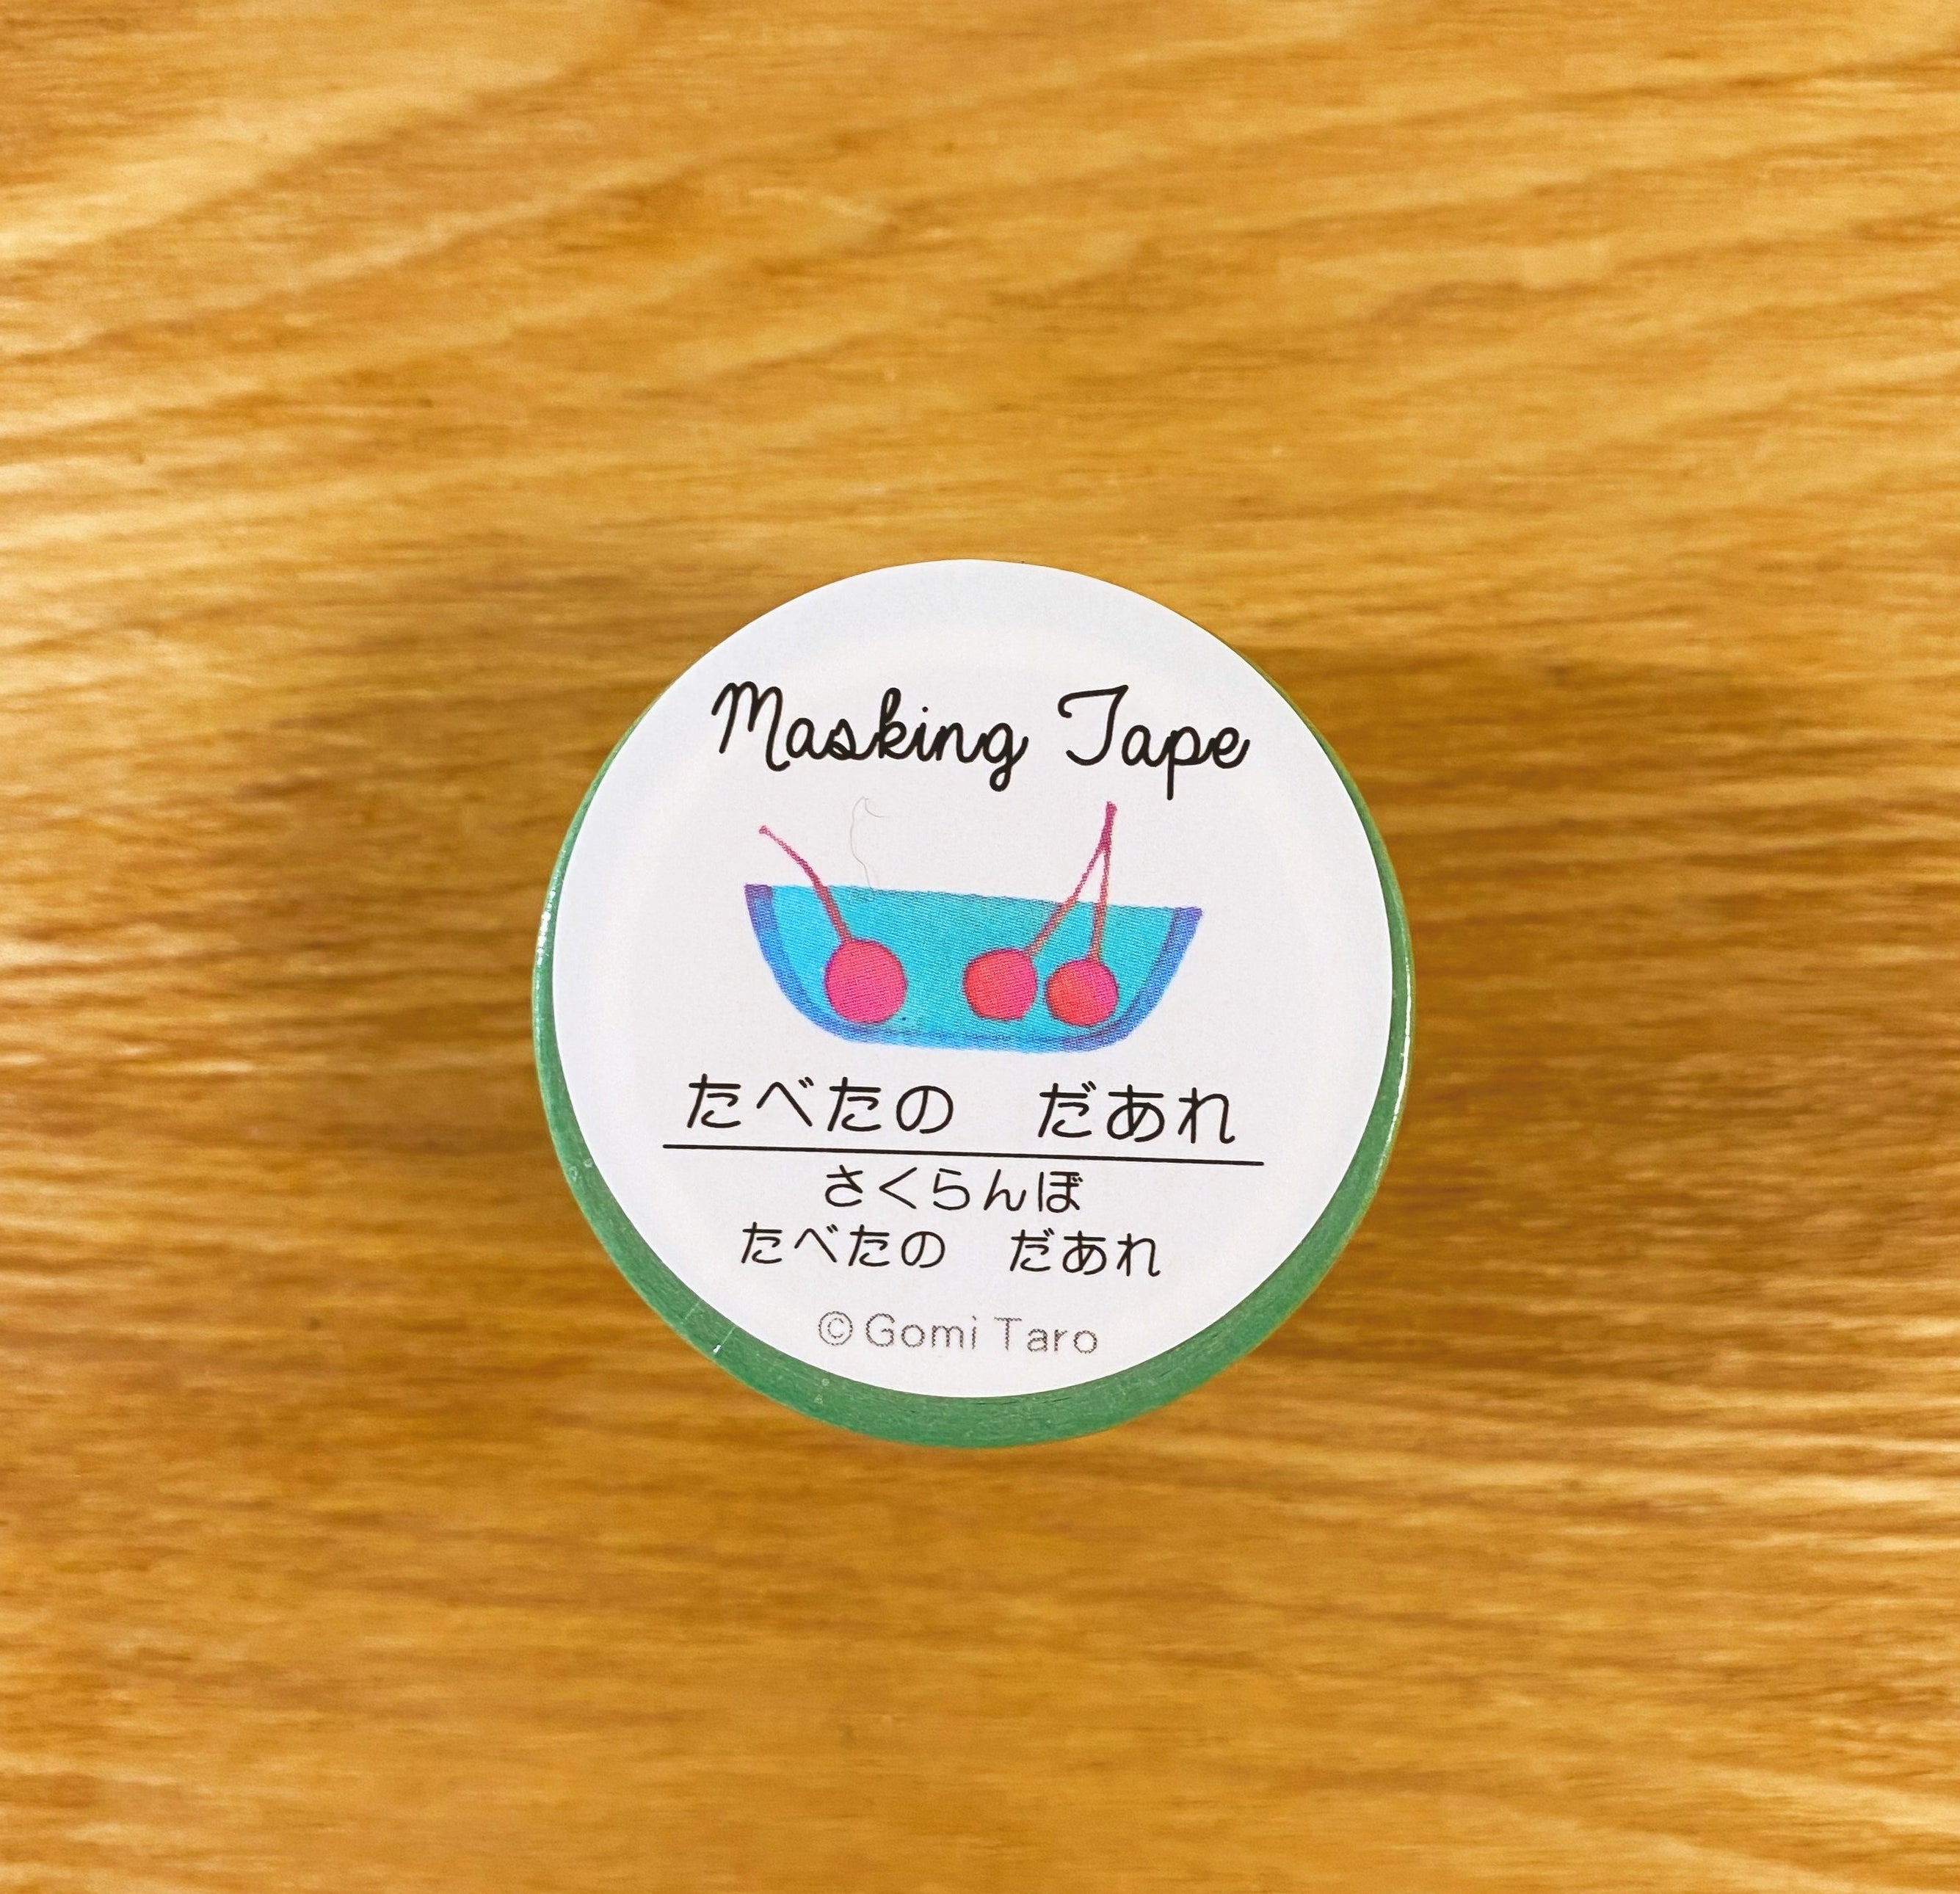 Masking Tape
たべたの　だあれ
さくらんぼ
たべたの　だあれ
©Gomi Taro